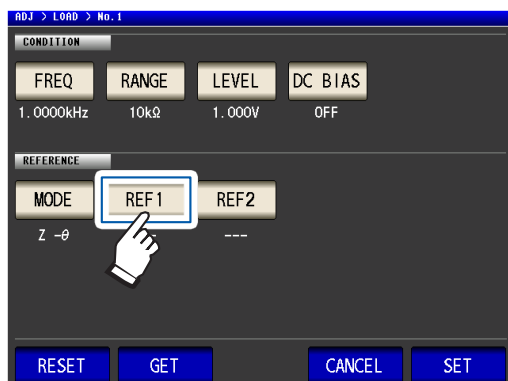 ADJ > LOAD > No.1
CONDITION
FREQ RANGE LEVEL DC BIAS
1.0000kHz 10kΩ 1.000V OFF
REFERENCE
MODE REF1 REF2
Z -θ ---
RESET GET CANCEL SET